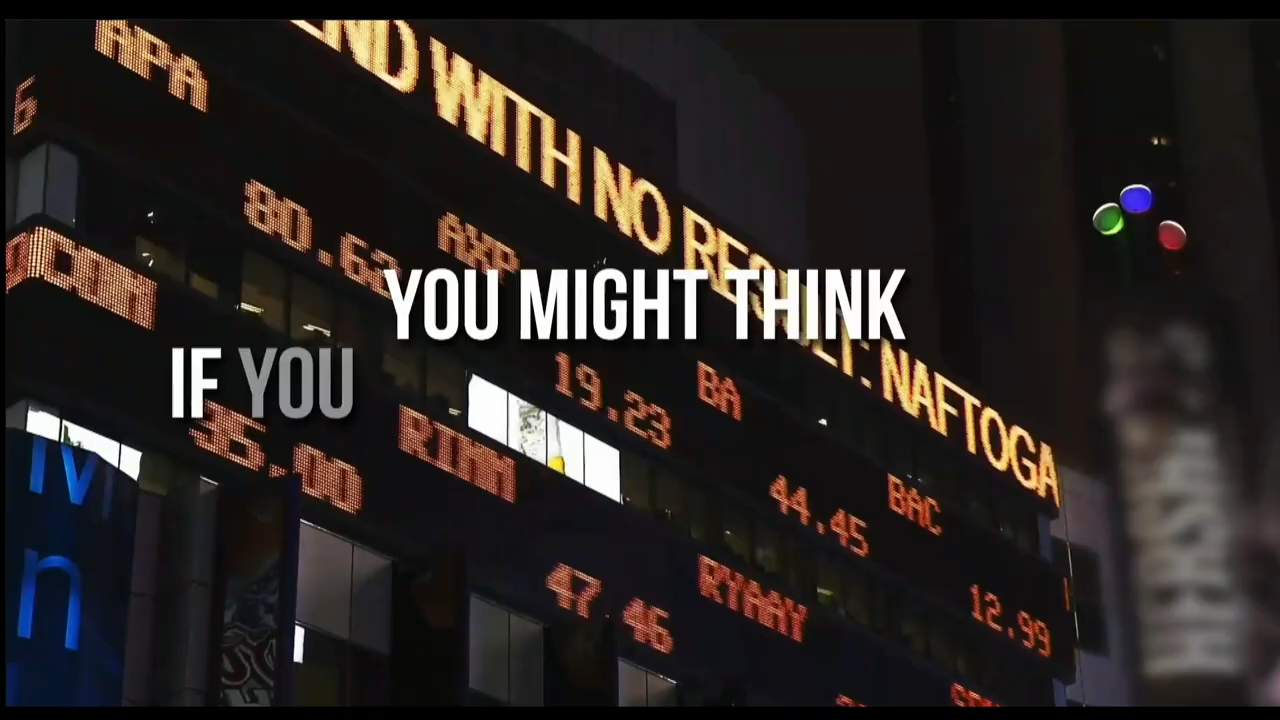 APA
END WITH NO RESULT: NAFTOGA
6
80.62
AXP
YOU MIGHT THINK
IF YOU
19.23
BA
35.00
RIMM
44.45
BAC
47.46
RYAAY
12.99
n